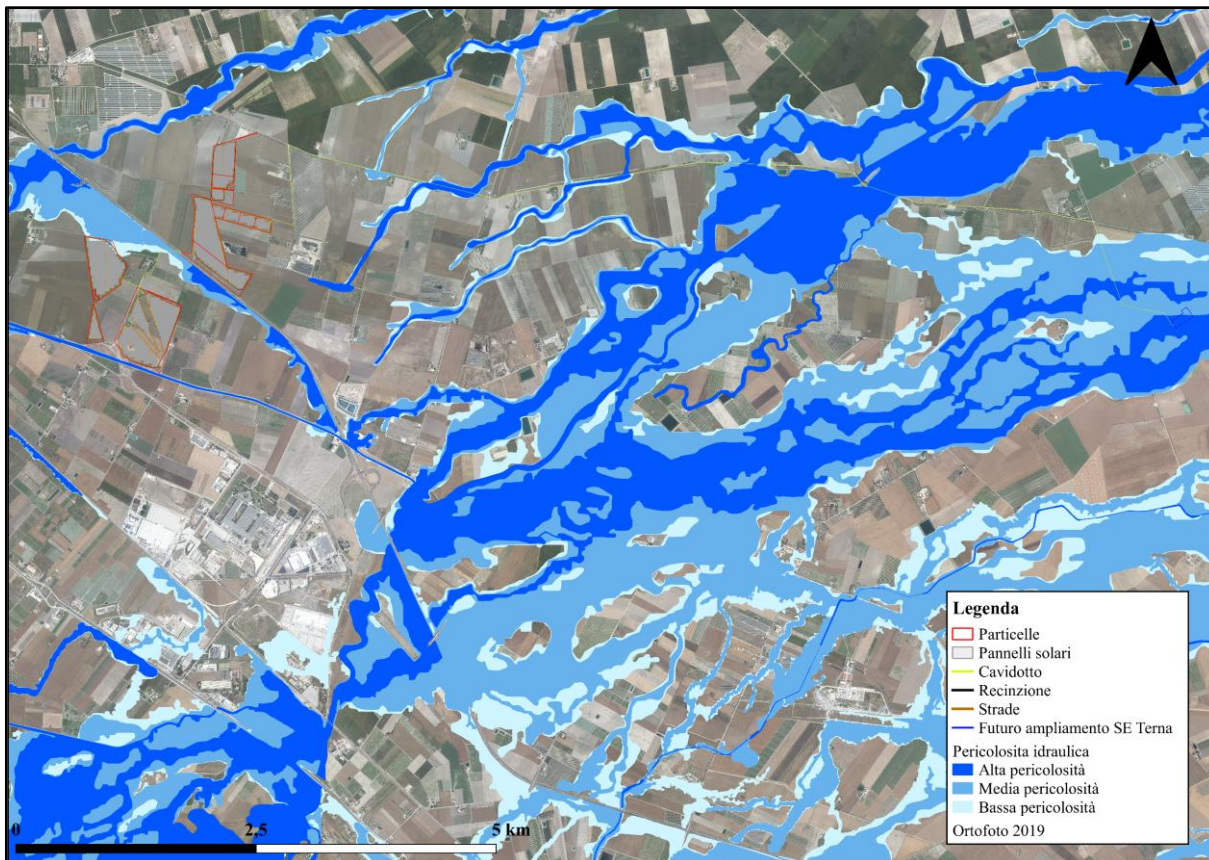 Legenda
Particelle
Pannelli solari
Cavidotto
Recinzione
Strade
Futuro ampliamento SE Terna
Pericolosita idraulica
Alta pericolosità
Media pericolosità
Bassa pericolosità
Ortofoto 2019
0 2,5 5 km